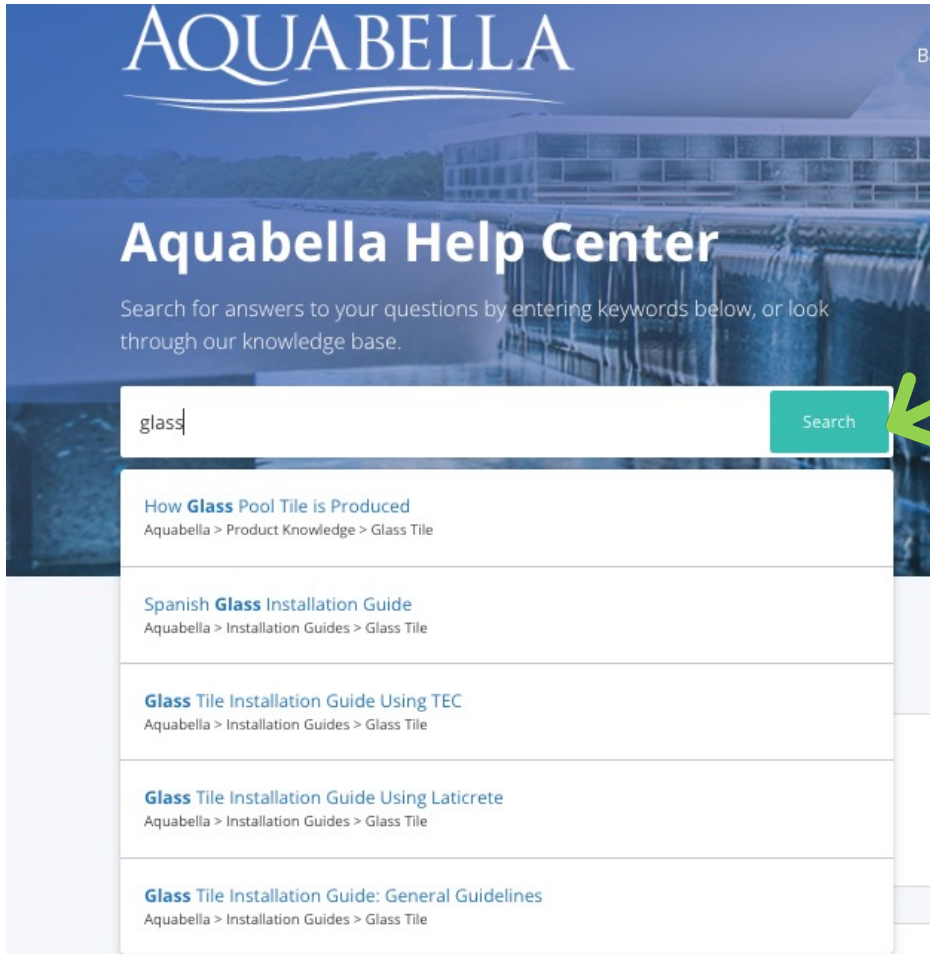 AQUABELLA
B
Aquabella Help Center
Search for answers to your questions by entering keywords below, or look
through our knowledge base.
glass
Search
How Glass Pool Tile is Produced
Aquabella > Product Knowledge > Glass Tile
Spanish Glass Installation Guide
Aquabella > Installation Guides > Glass Tile
Glass Tile Installation Guide Using TEC
Aquabella > Installation Guides > Glass Tile
Glass Tile Installation Guide Using Laticrete
Aquabella > Installation Guides > Glass Tile
Glass Tile Installation Guide: General Guidelines
Aquabella > Installation Guides > Glass Tile